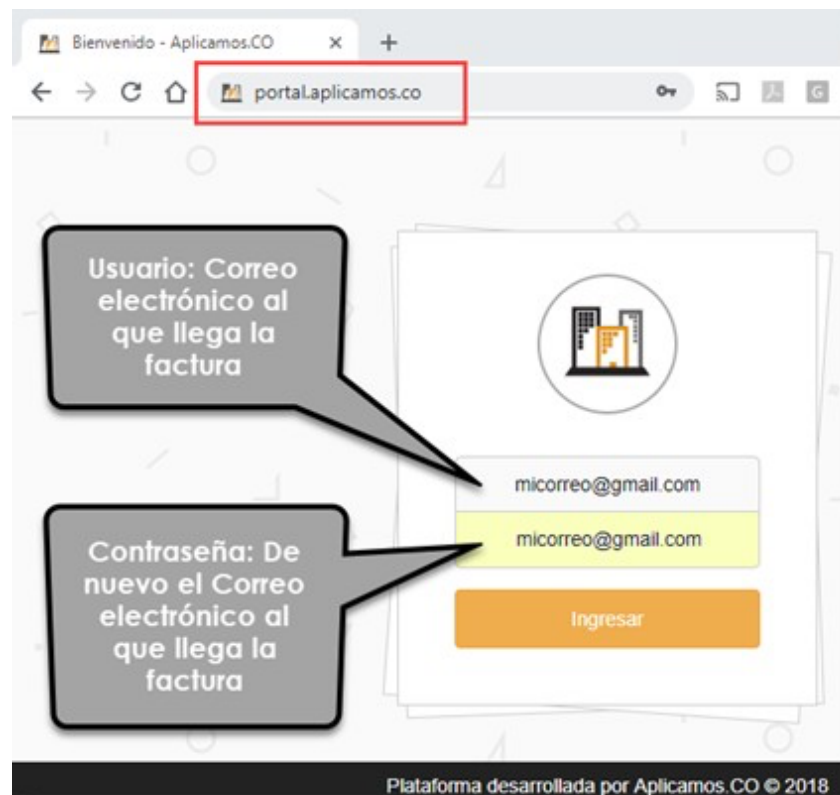 Bienvenido - Aplicamos.CO
portal.aplicamos.co
G
Usuario: Correo
electrónico al
que llega la
factura
micorreo@gmail.com
micorreo@gmail.com
Contraseña: De
nuevo el Correo
electrónico al
que llega la
factura
Ingresar
Plataforma desarrollada por Aplicamos.CO © 2018